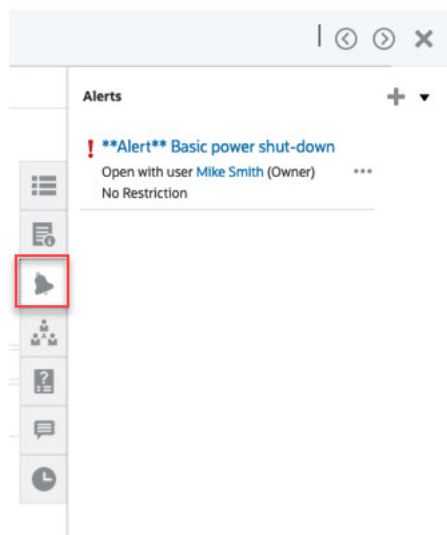 Alerts
**Alert** Basic power shut-down
Open with user Mike Smith (Owner)
No Restriction